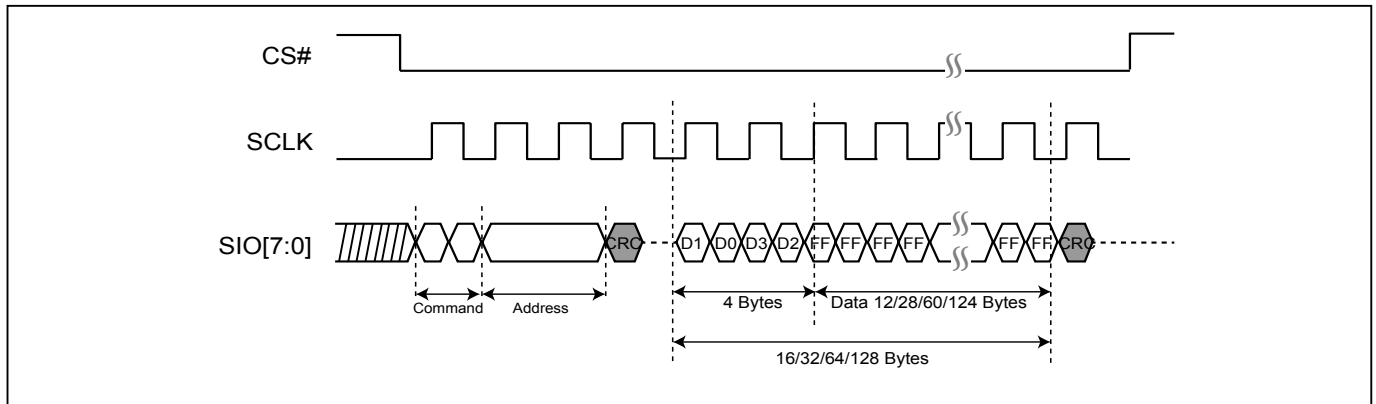 CS#
SCLK
SIO[7:0]
CRC D1 D0 D3 D2 FF FF FF FF FF FF CRC
Command Address 4 Bytes Data 12/28/60/124 Bytes
16/32/64/128 Bytes